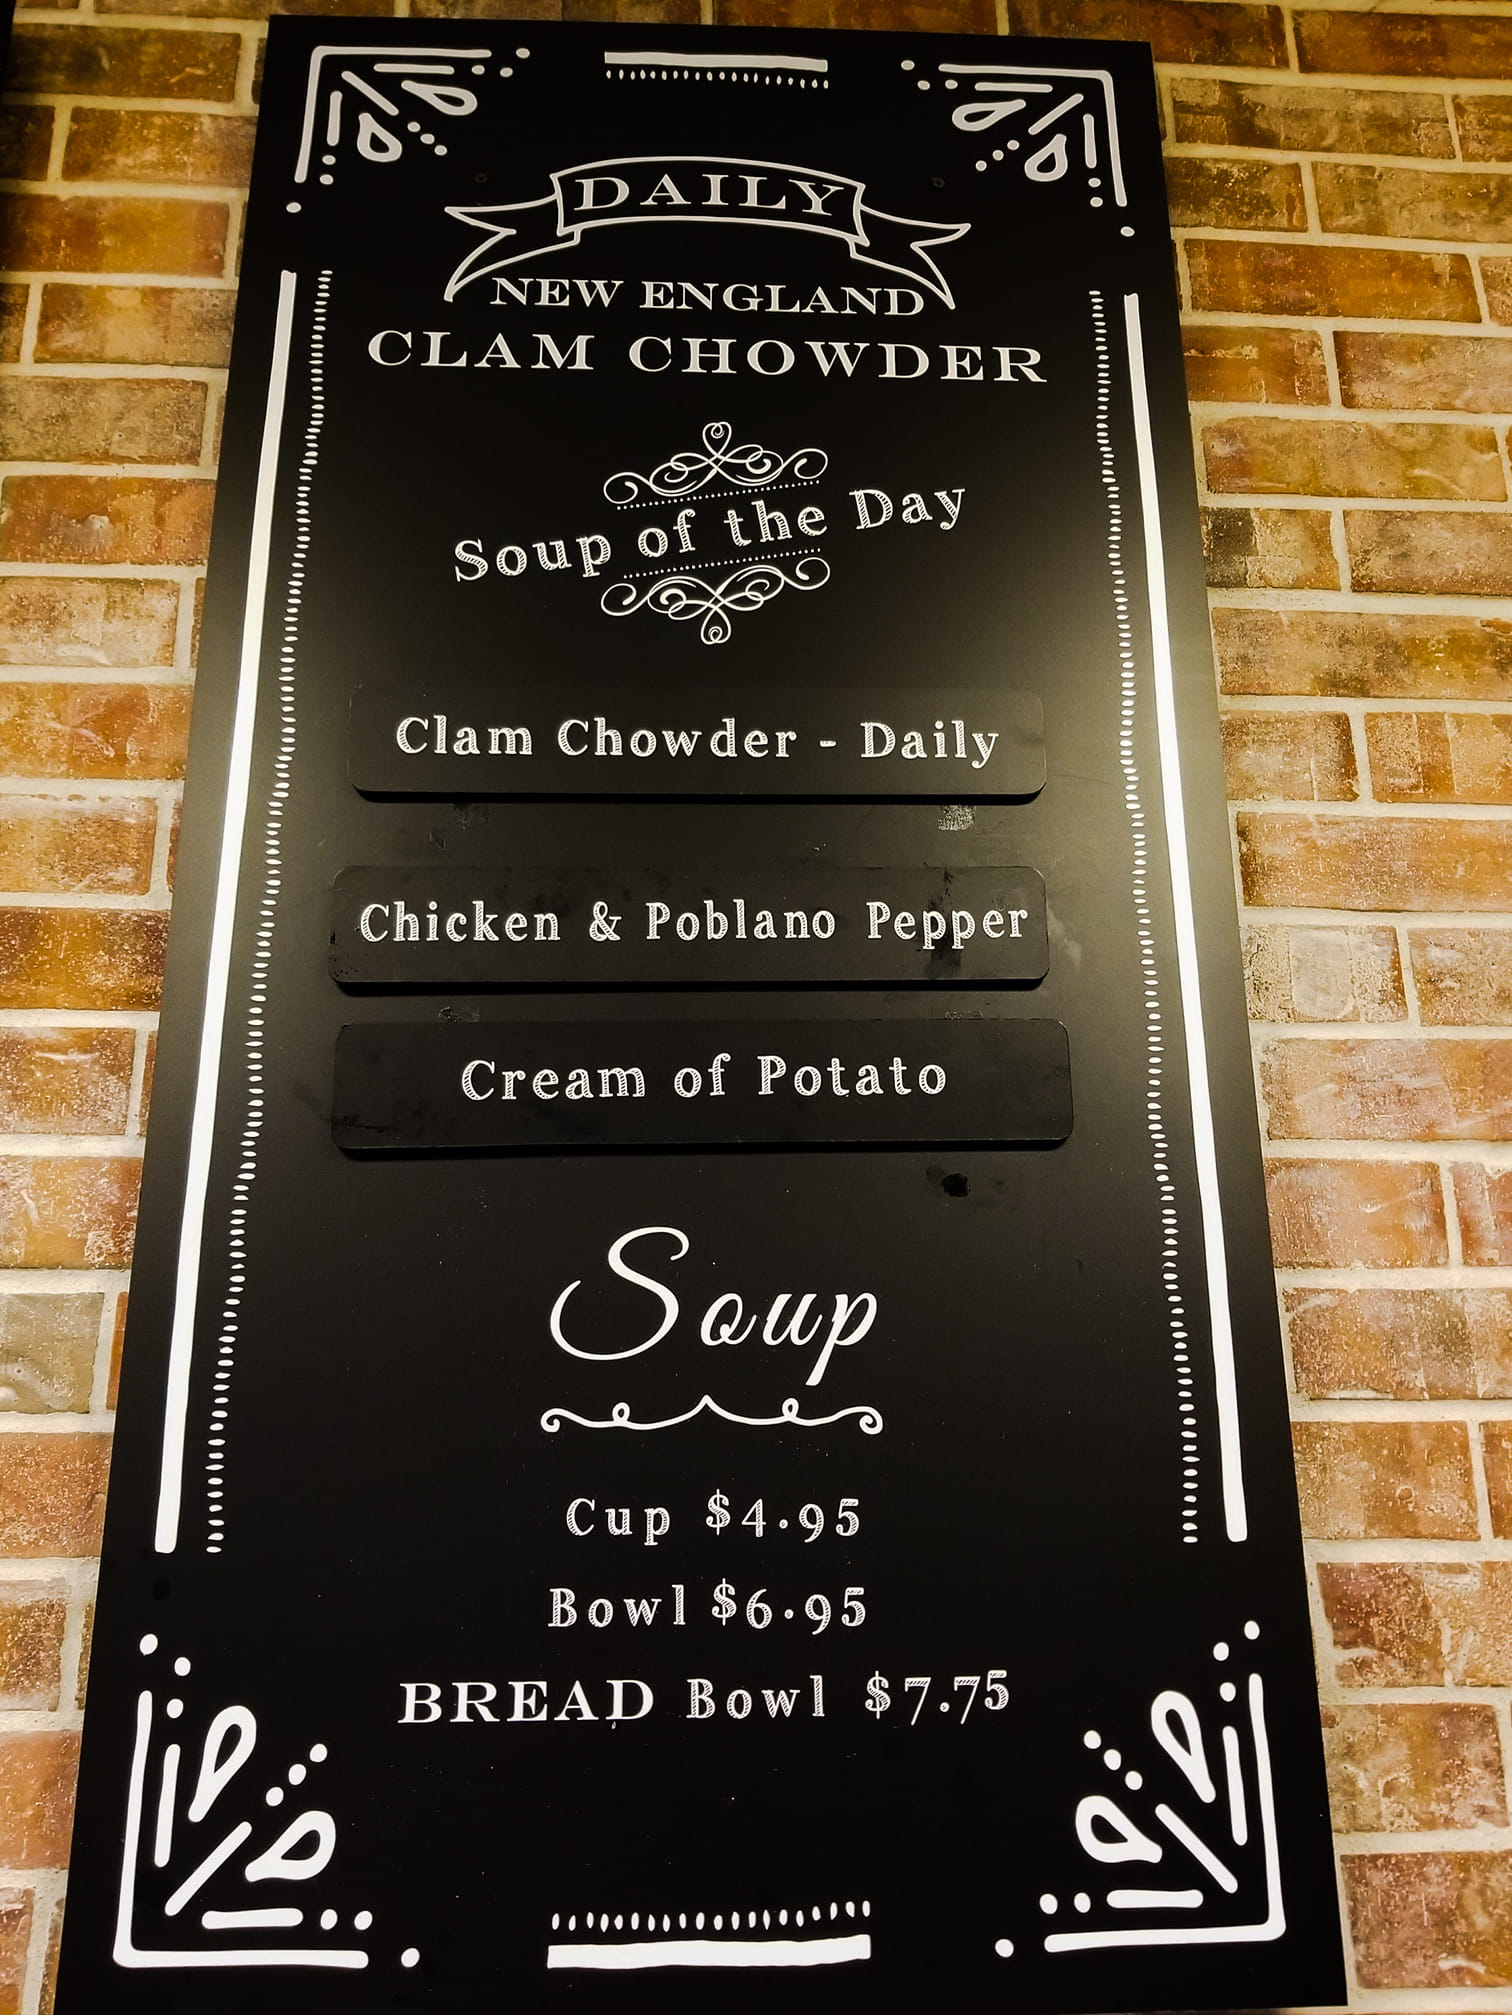 DAILY
NEW ENGLAND
CLAM CHOWDER
Soup of the Day
Clam Chowder - Daily
Chicken & Poblano Pepper
Cream of Potato
Soup
Cup $4.95
Bowl $6.95
BREAD Bowl $7.75